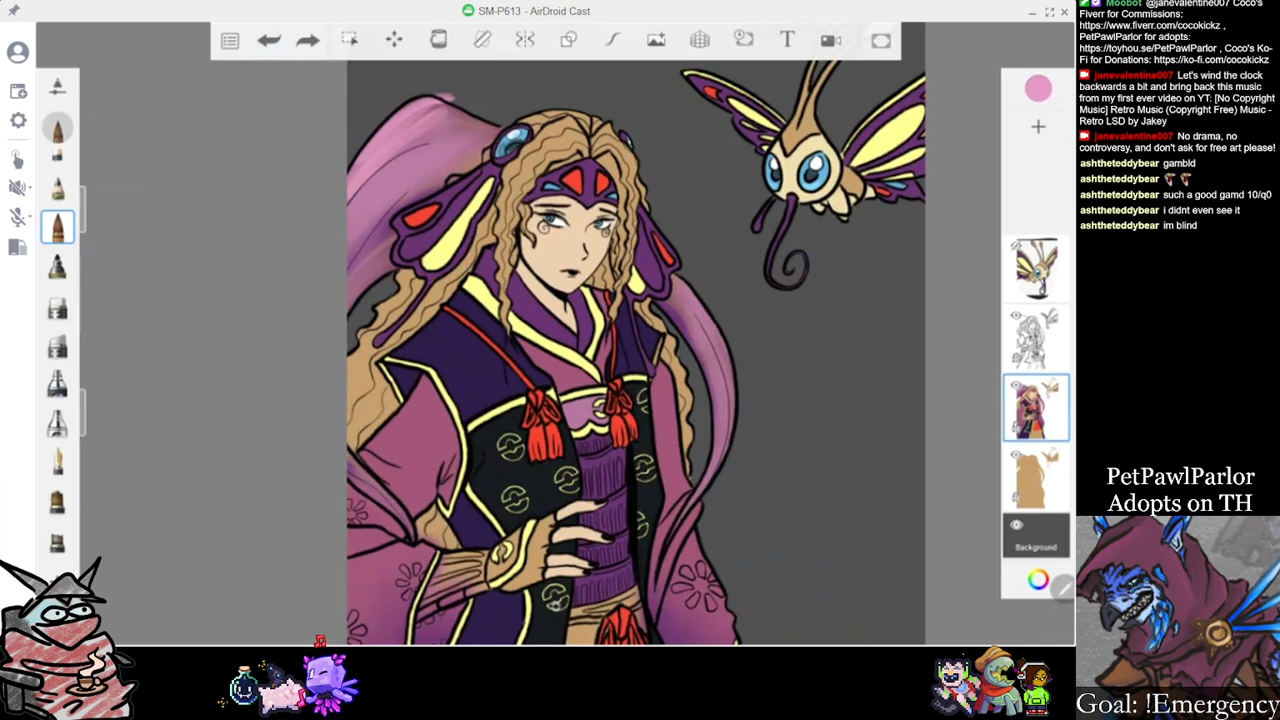 SM-P613 - AirDroid Cast
T
Background
Moobot: @janevalentine007 Coco's
Fiverr for Commissions:
https://www.fiverr.com/cocokickz ,
PetPawlParlor for adopts:
https://toyhou.se/PetPawlParlor , Coco's Ko-
Fi for Donations: https://ko-fi.com/cocokickz
janevalentine007 Let's wind the clock
backwards a bit and bring back this music
from my first ever video on YT: [No Copyright
Music] Retro Music (Copyright Free) Music -
Retro LSD by Jakey
janevalentine007 No drama, no
controversy, and don't ask for free art please!
ashtheteddybear gambld
ashtheteddybear
ashtheteddybear such a good gamd 10/q0
ashtheteddybear i didnt even see it
ashtheteddybear im blind
PetPawlParlor
Adopts on TH
Goal: !Emergency